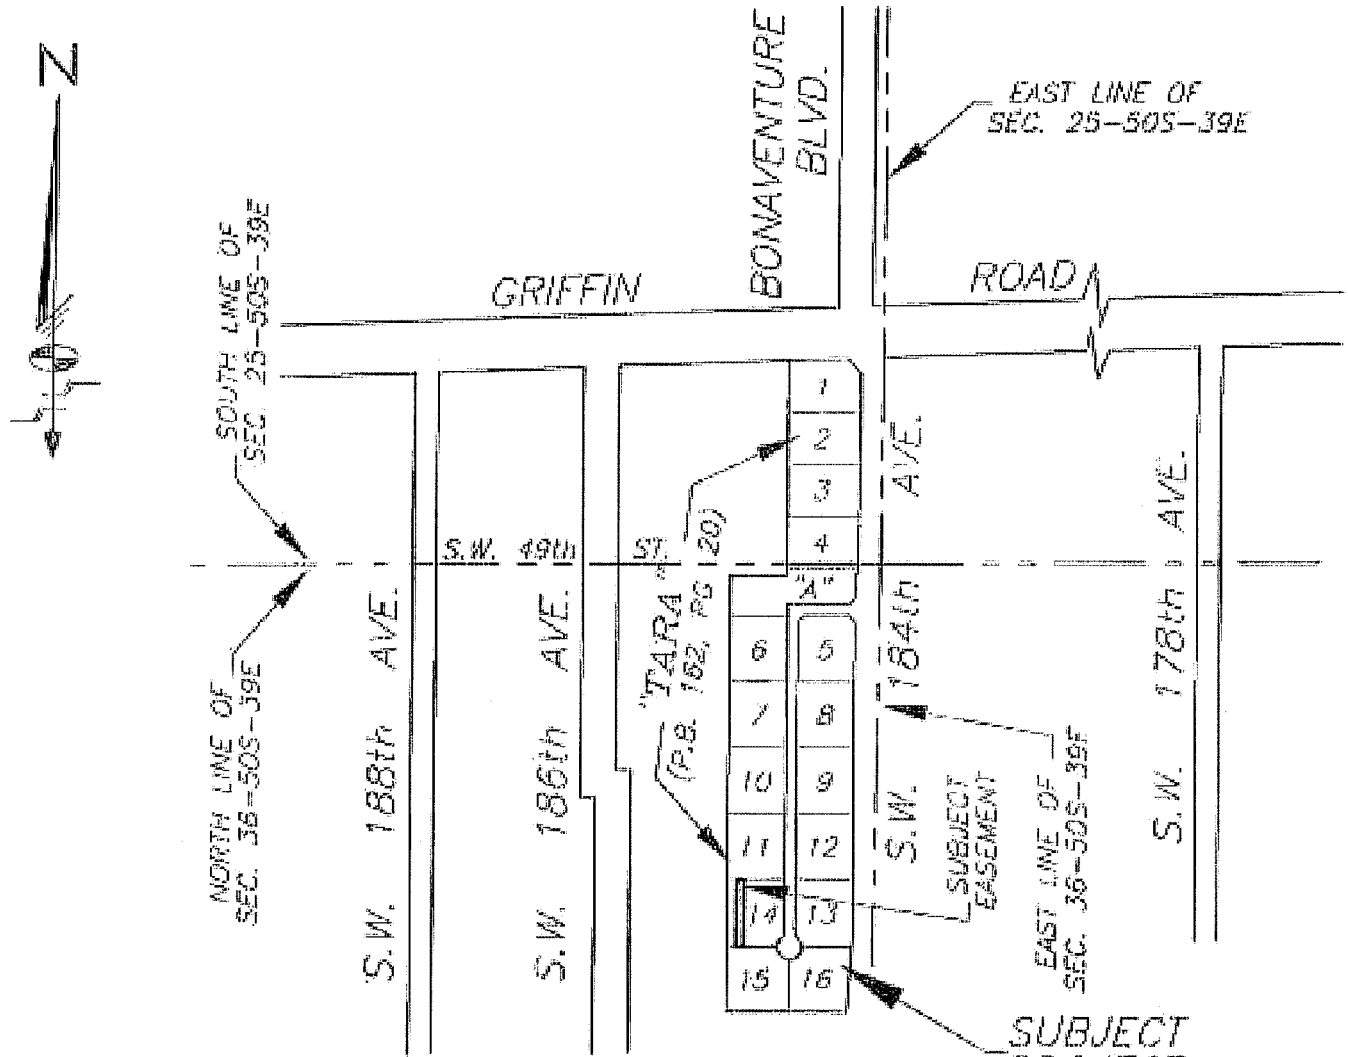 N
BONAVENTURE
BLVD.
EAST LINE OF
SEC. 25-50S-39E
SOUTH LINE OF
SEC. 25-50S-39E
GRIFFIN
ROAD
1
2
3
4
"A"
S.W. 49th ST.
"TARA"
(P.B. 162, PG 20)
6
5
7
8
10
9
11
12
14
13
15
16
NORTH LINE OF
SEC. 36-50S-39E
S.W. 188th AVE.
S.W. 186th AVE.
S.W. 184th AVE.
S.W. 178th AVE.
SUBJECT
EASEMENT
EAST LINE OF
SEC. 36-50S-39E
SUBJECT